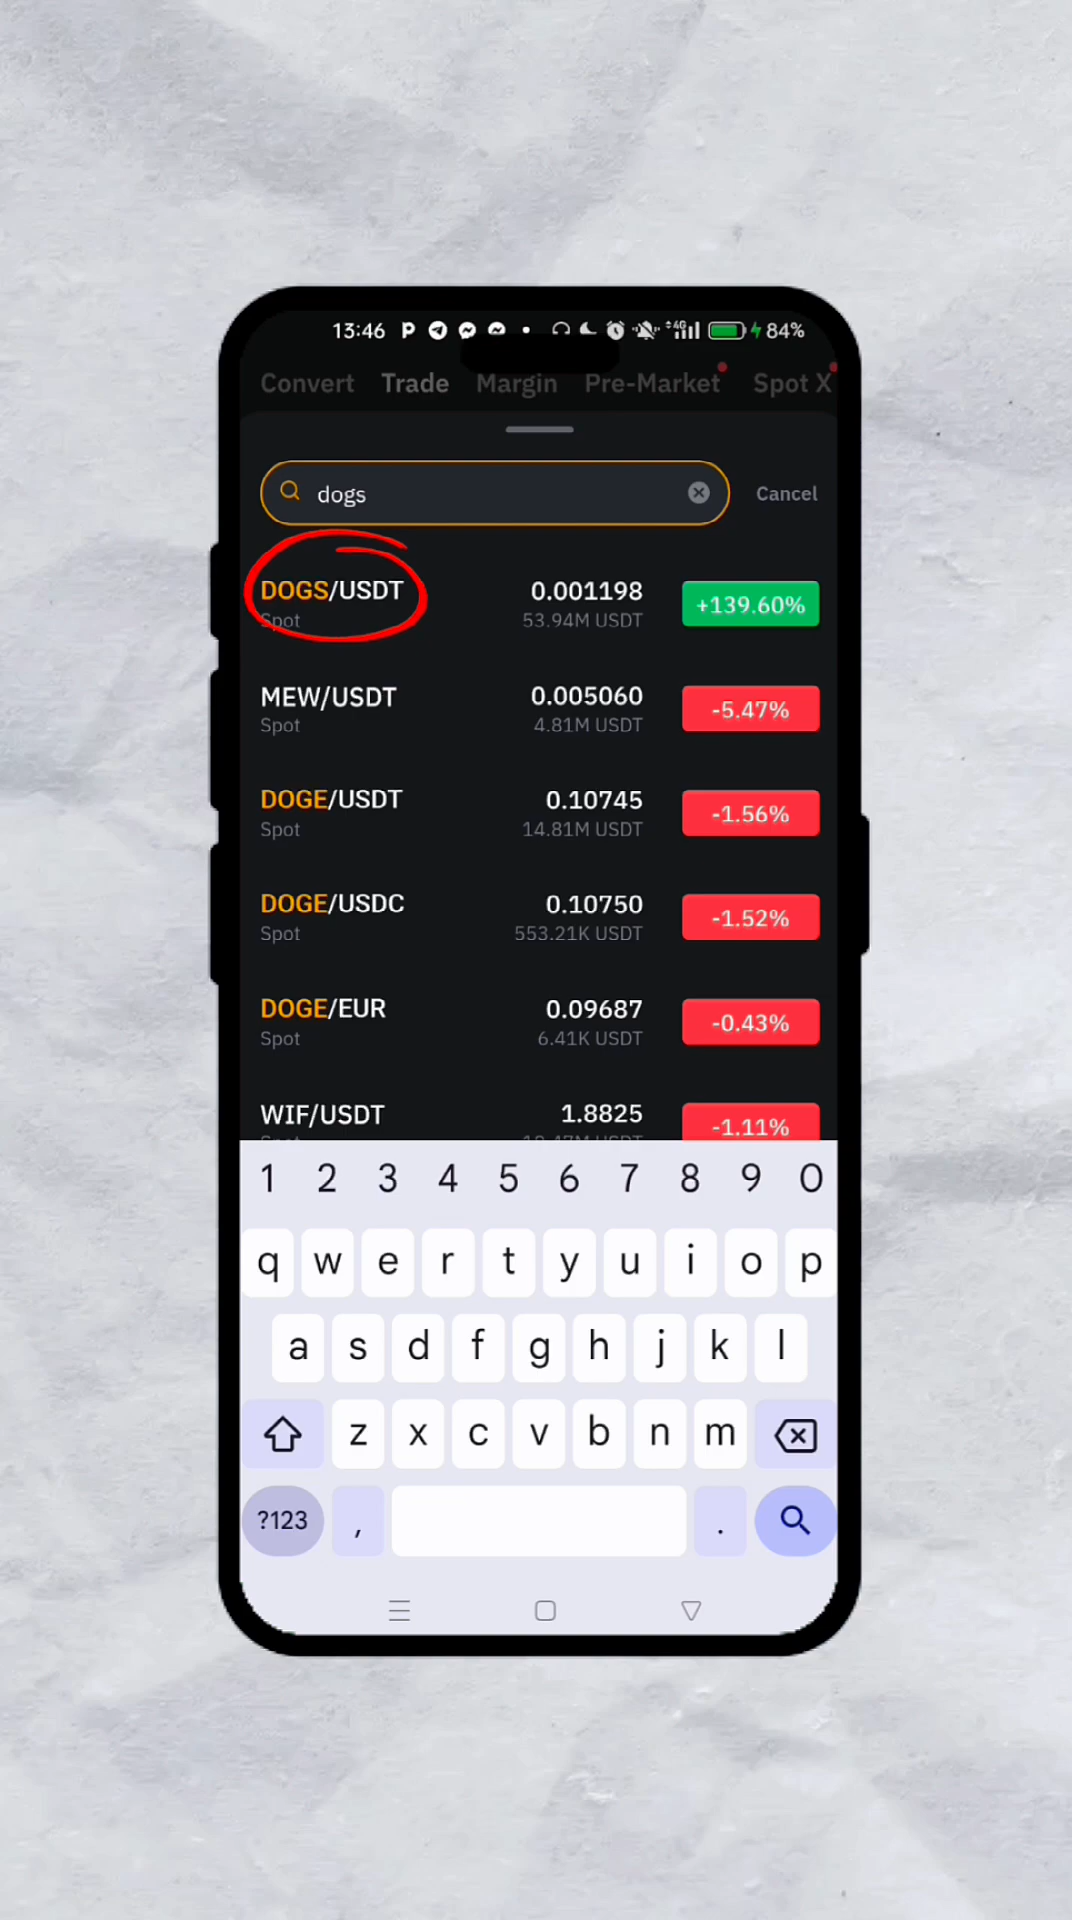 13:46 4G 84%
Convert Trade Margin Pre-Market Spot X
dogs Cancel
DOGS/USDT 0.001198 +139.60%
Spot 53.94M USDT
MEW/USDT 0.005060 -5.47%
Spot 4.81M USDT
DOGE/USDT 0.10745 -1.56%
Spot 14.81M USDT
DOGE/USDC 0.10750 -1.52%
Spot 553.21K USDT
DOGE/EUR 0.09687 -0.43%
Spot 6.41K USDT
WIF/USDT 1.8825 -1.11%
1 2 3 4 5 6 7 8 9 0
q w e r t y u i o p
a s d f g h j k l
z x c v b n m
?123 , .